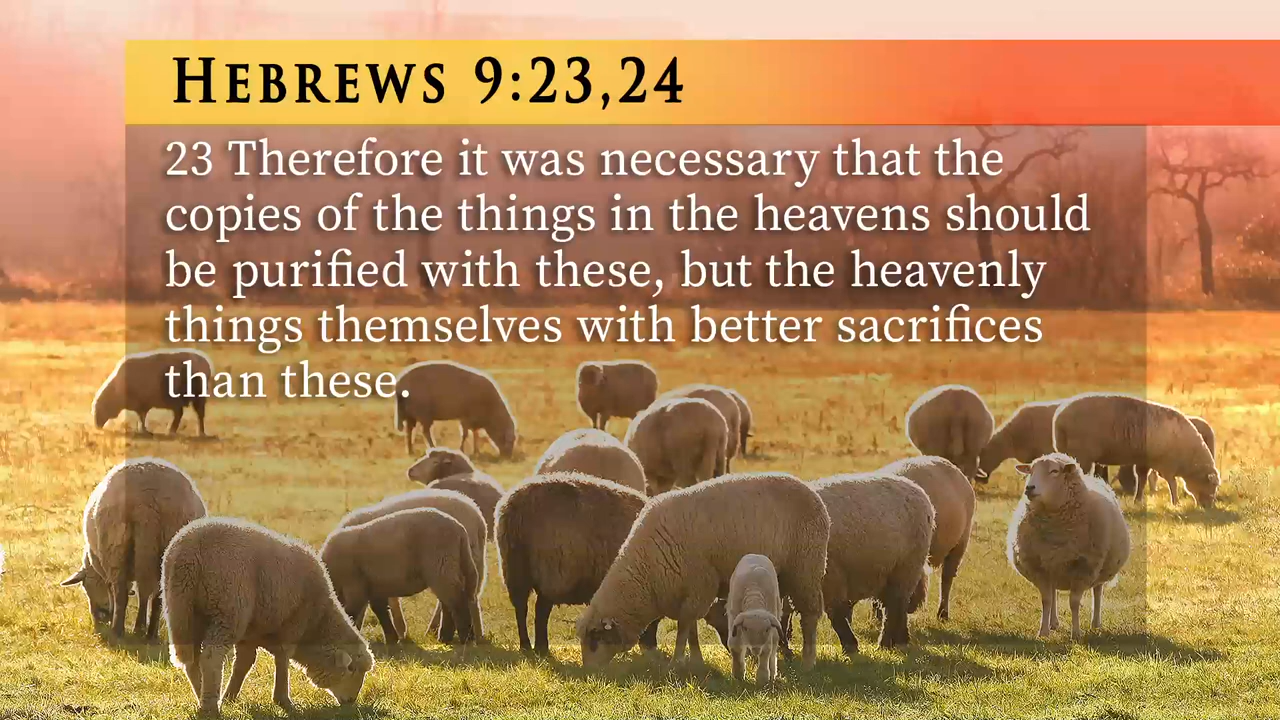 Hebrews 9:23,24
23 Therefore it was necessary that the
copies of the things in the heavens should
be purified with these, but the heavenly
things themselves with better sacrifices
than these.